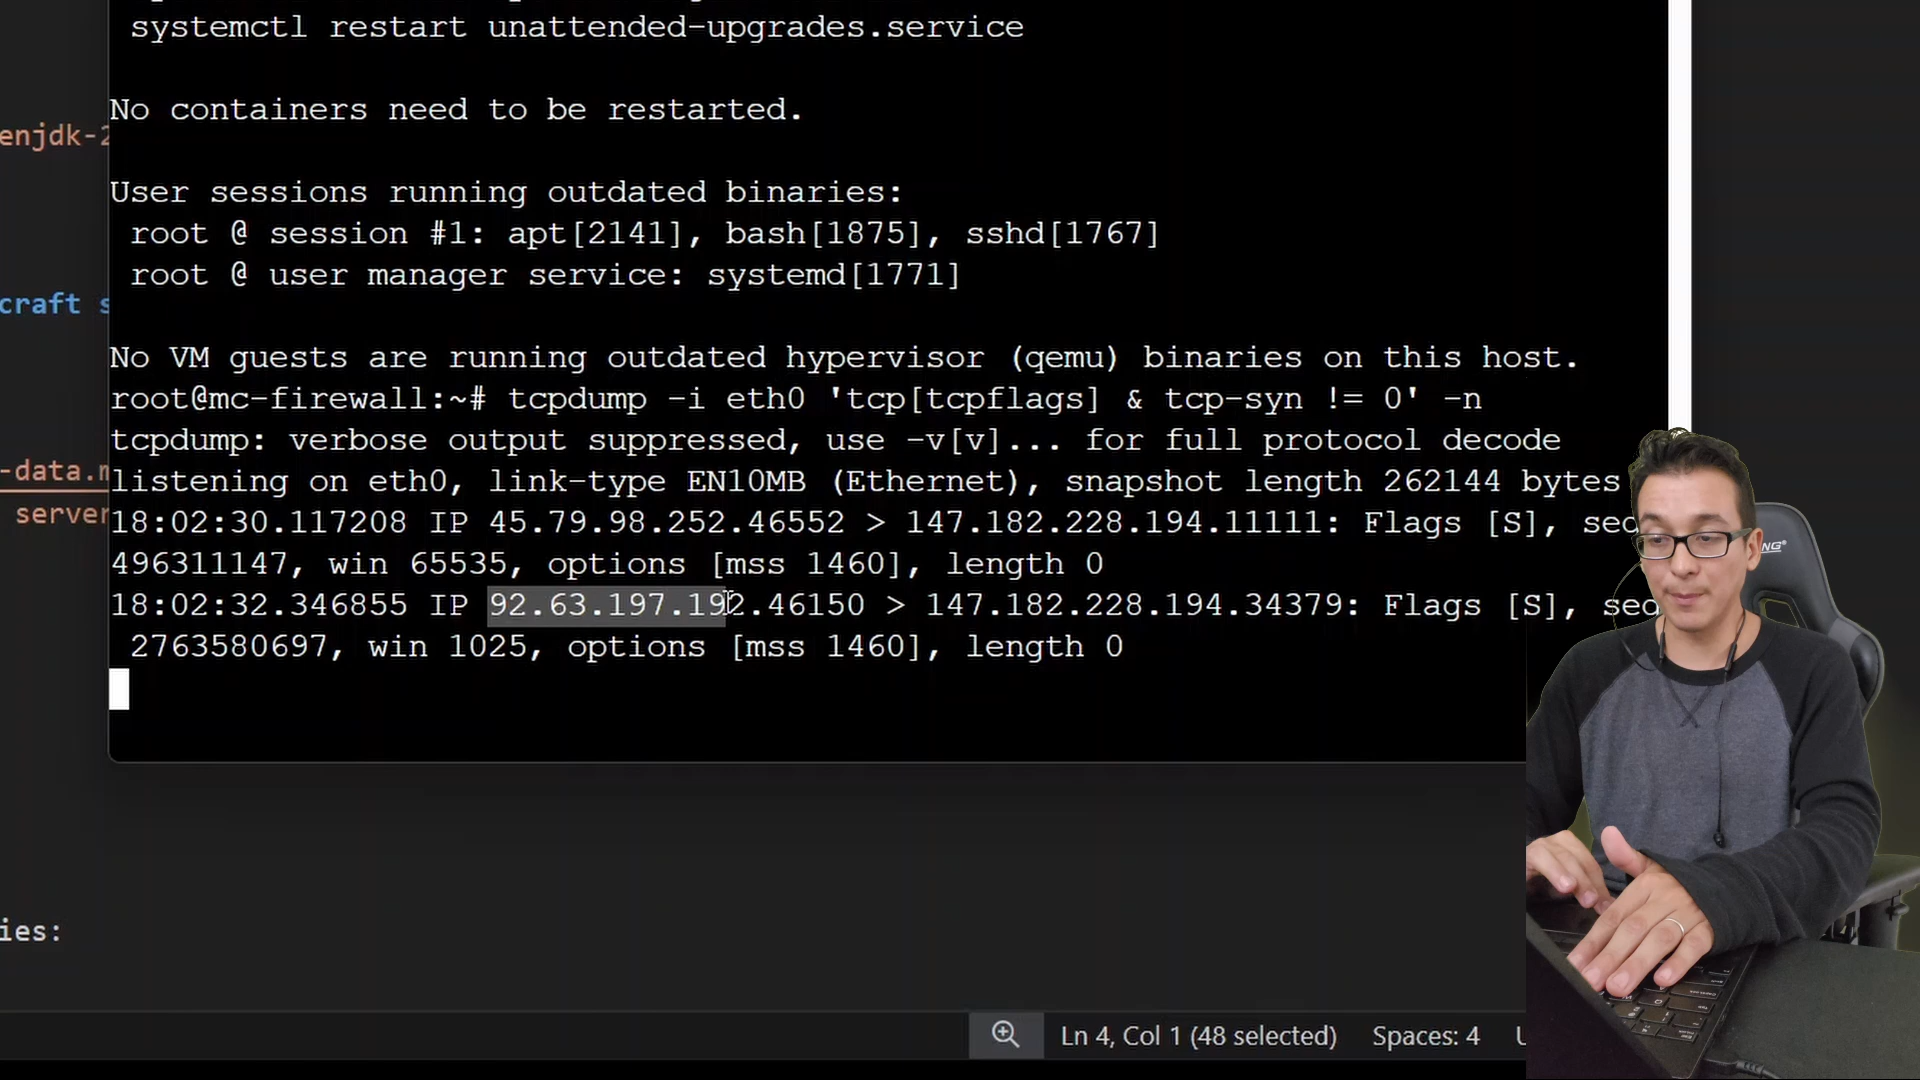 systemctl restart unattended-upgrades.service
No containers need to be restarted.
enjdk-2
User sessions running outdated binaries:
root @ session #1: apt[2141], bash[1875], sshd[1767]
root @ user manager service: systemd[1771]
craft s
No VM guests are running outdated hypervisor (qemu) binaries on this host.
root@mc-firewall:~# tcpdump -i eth0 'tcp[tcpflags] & tcp-syn != 0' -n
tcpdump: verbose output suppressed, use -v[v]... for full protocol decode
-data.m
listening on eth0, link-type EN10MB (Ethernet), snapshot length 262144 bytes
server
18:02:30.117208 IP 45.79.98.252.46552 > 147.182.228.194.11111: Flags [S], seq
496311147, win 65535, options [mss 1460], length 0
18:02:32.346855 IP 92.63.197.192.46150 > 147.182.228.194.34379: Flags [S], seq
2763580697, win 1025, options [mss 1460], length 0
NG®
ies:
Ln 4, Col 1 (48 selected) Spaces: 4